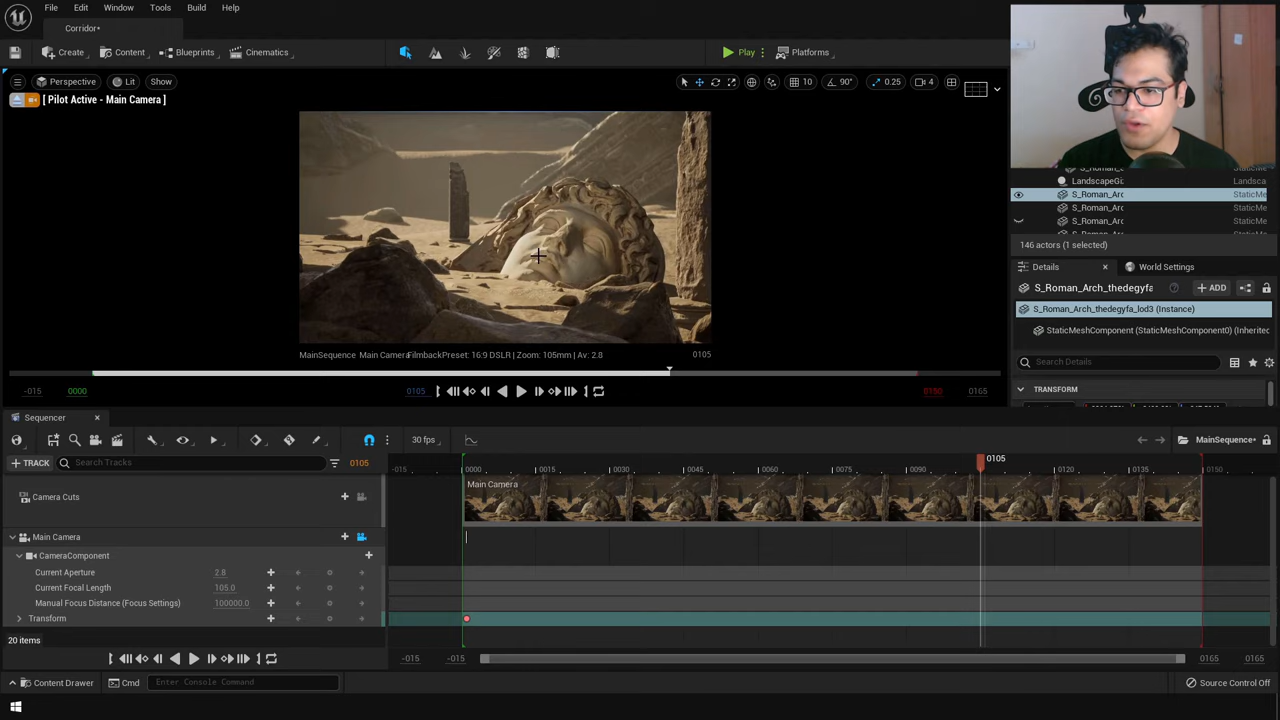 File Edit Window Tools Build Help
Corridor•
Create Content Blueprints Cinematics Play Platforms
Perspective Lit Show 10 90° 0.25 4
[ Pilot Active - Main Camera ]
LandscapeGiz Landsca
S_Roman_Arc StaticMe
S_Roman_Arc StaticMe
S_Roman_Arc StaticMe
146 actors (1 selected)
Details World Settings
S_Roman_Arch_thedegyfa ADD
S_Roman_Arch_thedegyfa_lod3 (Instance)
StaticMeshComponent (StaticMeshComponent0) (Inherited
Search Details
TRANSFORM
MainSequence Main CameraFilmbackPreset: 16:9 DSLR | Zoom: 105mm | Av: 2.8 0105
-015 0000 0105 0150 0165
Sequencer
30 fps MainSequence•
TRACK Search Tracks 0105
-015 0000 0015 0030 0045 0060 0075 0090 0105 0120 0135 0150
Camera Cuts
Main Camera
Main Camera
CameraComponent
Current Aperture 2.8
Current Focal Length 105.0
Manual Focus Distance (Focus Settings) 100000.0
Transform
20 items
-015 -015 0165 0165
Content Drawer Cmd Enter Console Command Source Control Off